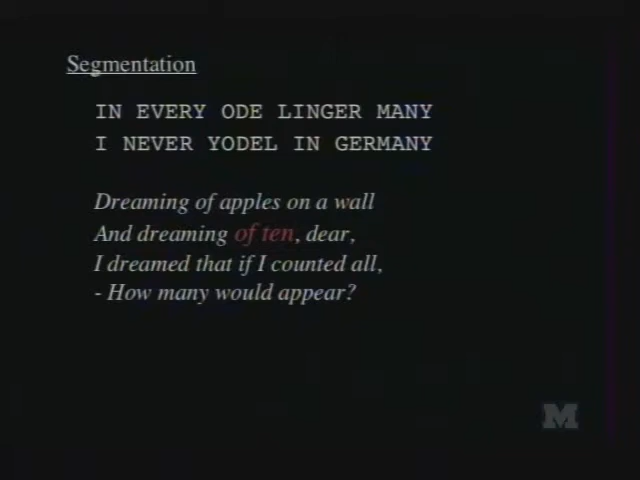 Segmentation
IN EVERY ODE LINGER MANY
I NEVER YODEL IN GERMANY
Dreaming of apples on a wall
And dreaming of ten, dear,
I dreamed that if I counted all,
- How many would appear?
M